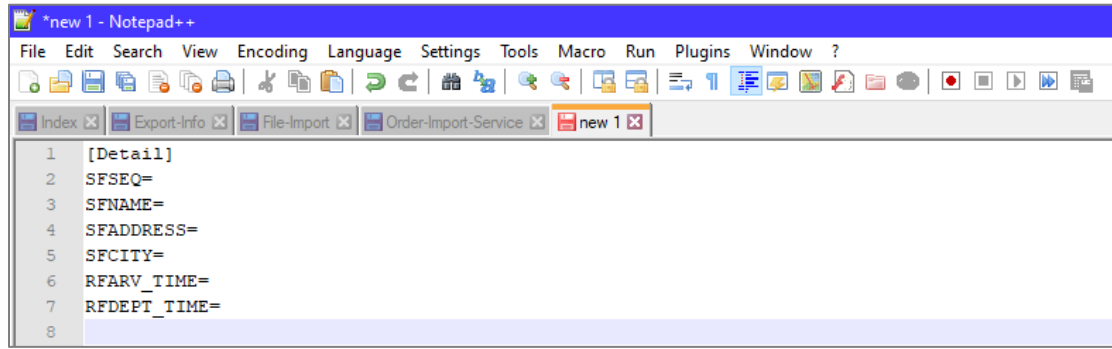 *new 1 - Notepad++
File Edit Search View Encoding Language Settings Tools Macro Run Plugins Window ?
Index Export-Info File-Import Order-Import-Service new 1
1 [Detail]
2 SFSEQ=
3 SFNAME=
4 SFADDRESS=
5 SFCITY=
6 RFARV_TIME=
7 RFDEPT_TIME=
8